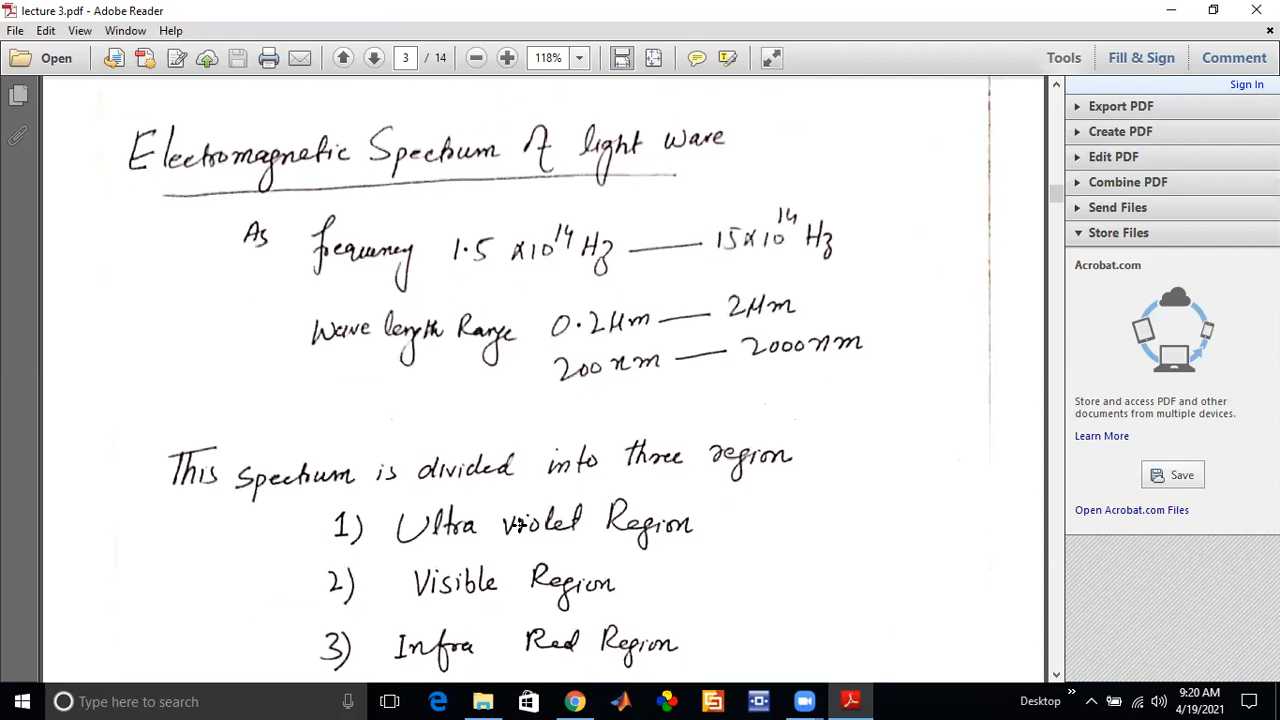 lecture 3.pdf - Adobe Reader
File Edit View Window Help
Open 3 / 14 118% Tools Fill & Sign Comment
Sign In
Export PDF
Create PDF
Edit PDF
Combine PDF
Send Files
Store Files
Acrobat.com
Store and access PDF and other
documents from multiple devices.
Learn More
Save
Open Acrobat.com Files
Electromagnetic Spectrum of light wave
As frequency 1.5 ×10¹⁴ Hz — 15×10¹⁴ Hz
Wave length Range 0.2μm — 2μm
200nm — 2000nm
This spectrum is divided into three region
1) Ultra violet Region
2) Visible Region
3) Infra Red Region
Type here to search
Desktop
9:20 AM
4/19/2021